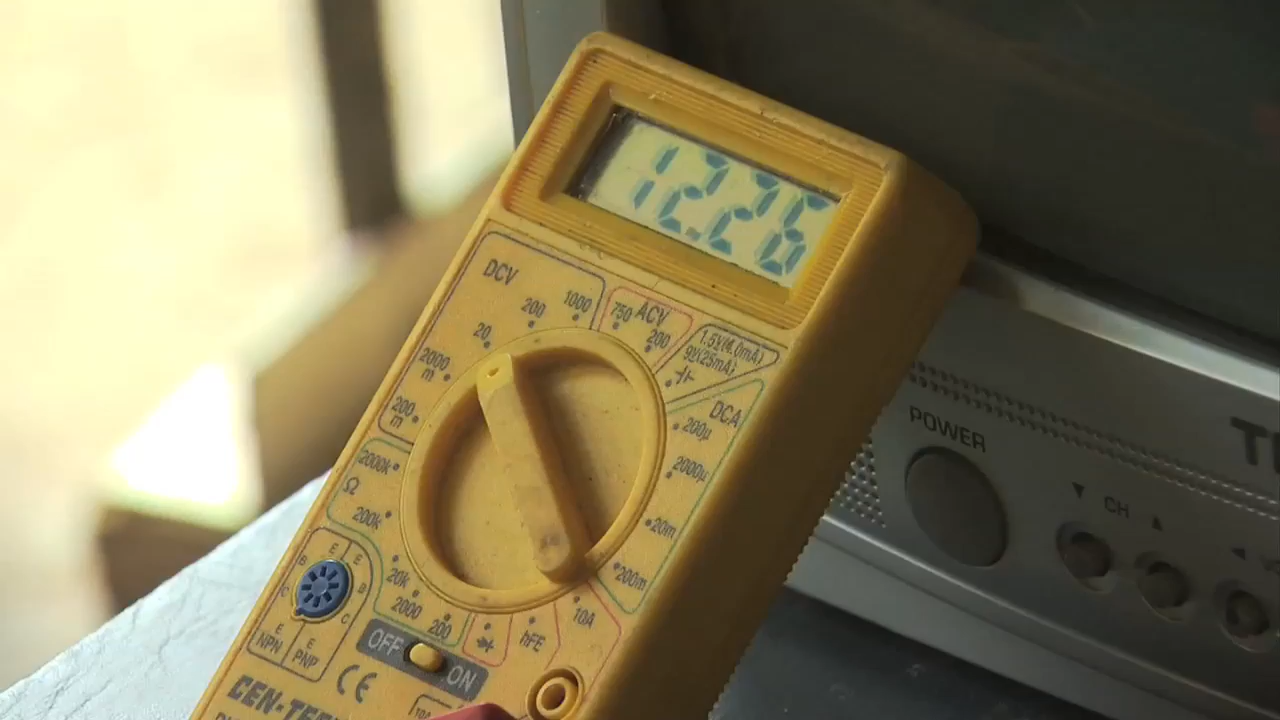 12.26
DCV
ACV
1000
200
20
2000
m
200
m
750
200
1.5V(4.0mA)
9V(25mA)
DCA
200µ
2000µ
20m
200m
10A
hFE
2000k
Ω
200k
20k
2000
200
E
E
B
B
C
C
E
NPN
E
PNP
OFF
ON
CE
CEN-TE
POWER
CH